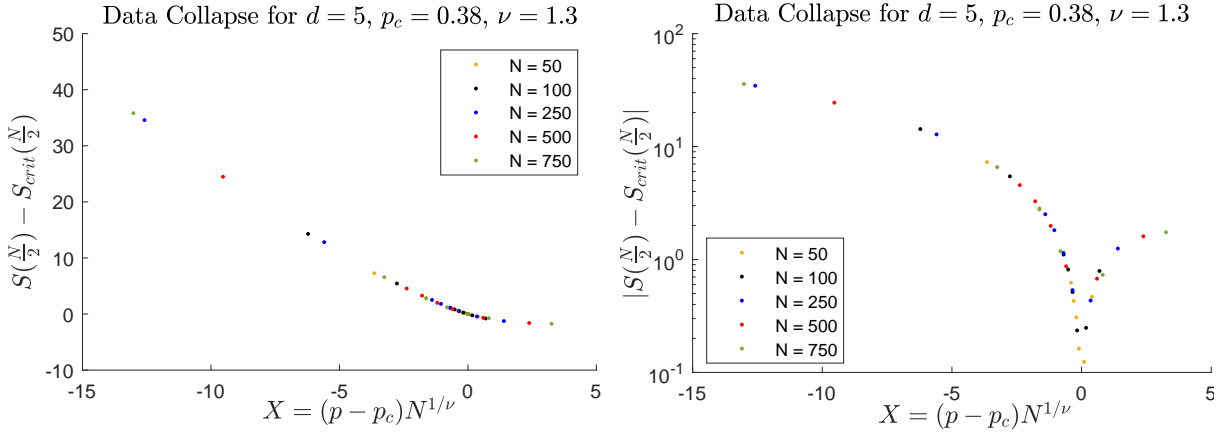 Data Collapse for d = 5, p_c = 0.38, ν = 1.3
50
40
30
20
10
0
-10
-15
-10
-5
0
5
S(N/2) − S_crit(N/2)
X = (p − p_c)N^{1/ν}
N = 50
N = 100
N = 250
N = 500
N = 750
Data Collapse for d = 5, p_c = 0.38, ν = 1.3
10^2
10^1
10^0
10^-1
-15
-10
-5
0
5
|S(N/2) − S_crit(N/2)|
X = (p − p_c)N^{1/ν}
N = 50
N = 100
N = 250
N = 500
N = 750